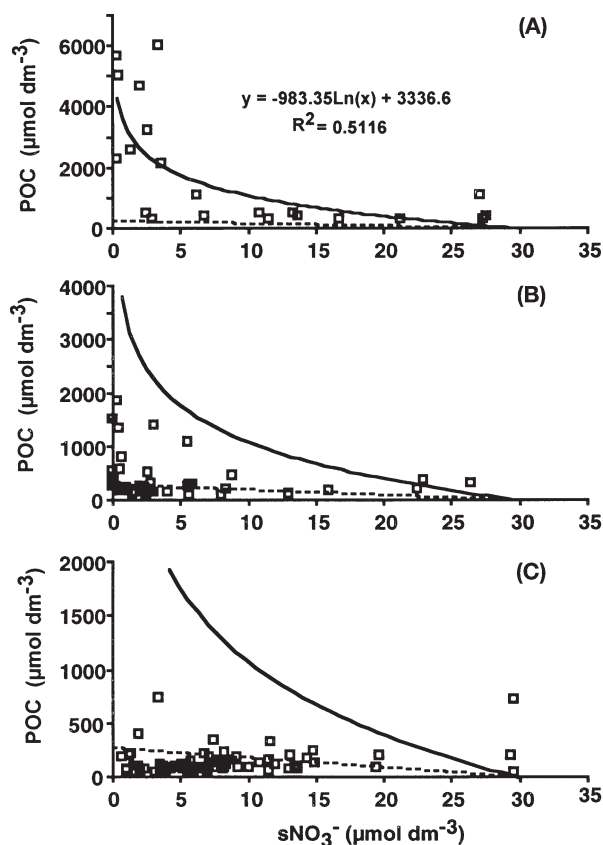 (A)
6000
4000
2000
0
POC (μmol dm-3)
y = -983.35Ln(x) + 3336.6
R2 = 0.5116
0 5 10 15 20 25 30 35
(B)
4000
3000
2000
1000
0
POC (μmol dm-3)
0 5 10 15 20 25 30 35
(C)
2000
1500
1000
500
0
POC (μmol dm-3)
0 5 10 15 20 25 30 35
sNO3- (μmol dm-3)